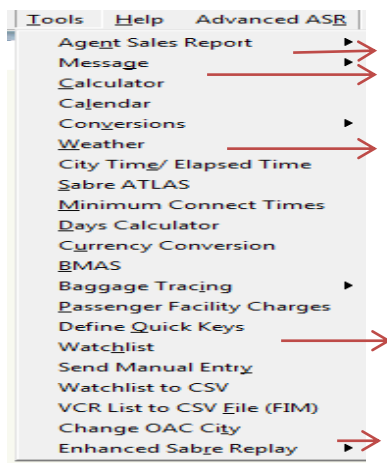 Tools Help Advanced ASR
Agent Sales Report
Message
Calculator
Calendar
Conversions
Weather
City Time/ Elapsed Time
Sabre ATLAS
Minimum Connect Times
Days Calculator
Currency Conversion
BMAS
Baggage Tracing
Passenger Facility Charges
Define Quick Keys
Watchlist
Send Manual Entry
Watchlist to CSV
VCR List to CSV File (FIM)
Change OAC City
Enhanced Sabre Replay